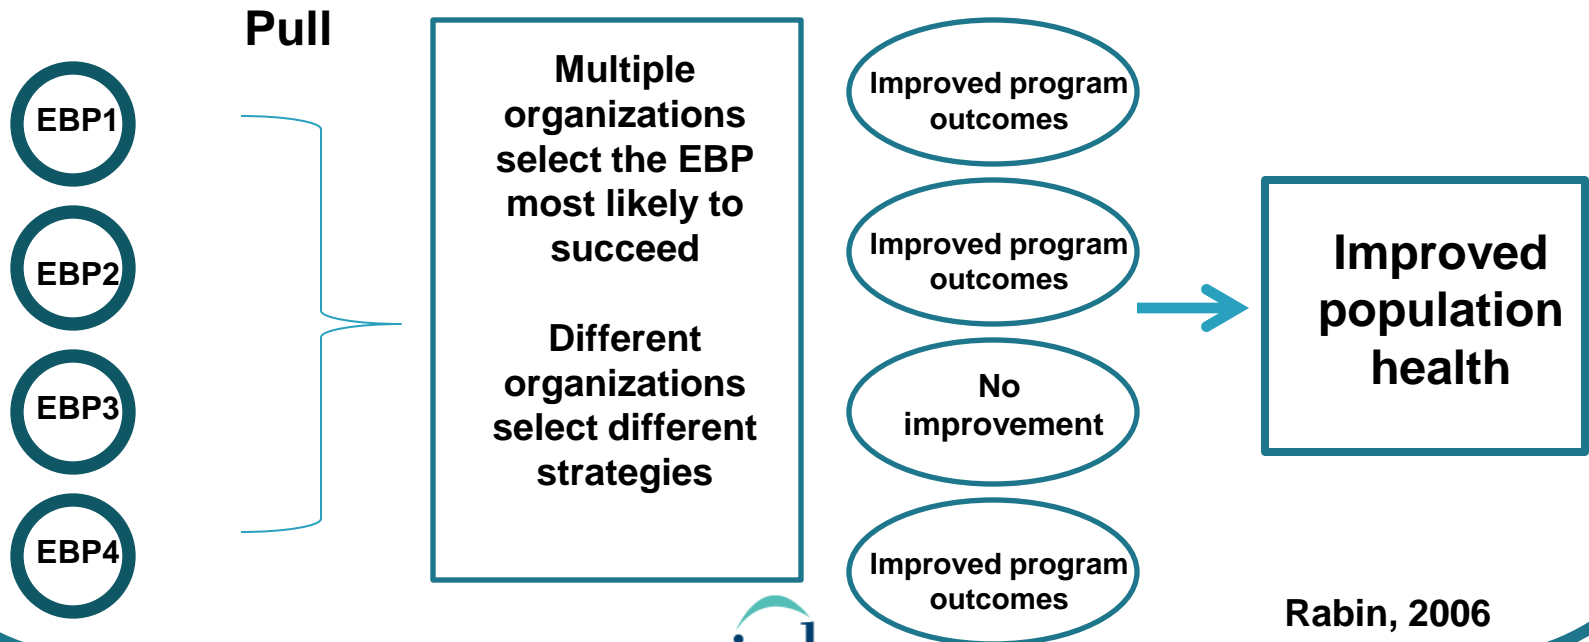 Pull
EBP1
EBP2
EBP3
EBP4
Multiple
organizations
select the EBP
most likely to
succeed
Different
organizations
select different
strategies
Improved program
outcomes
Improved program
outcomes
No
improvement
Improved program
outcomes
Improved
population
health
Rabin, 2006